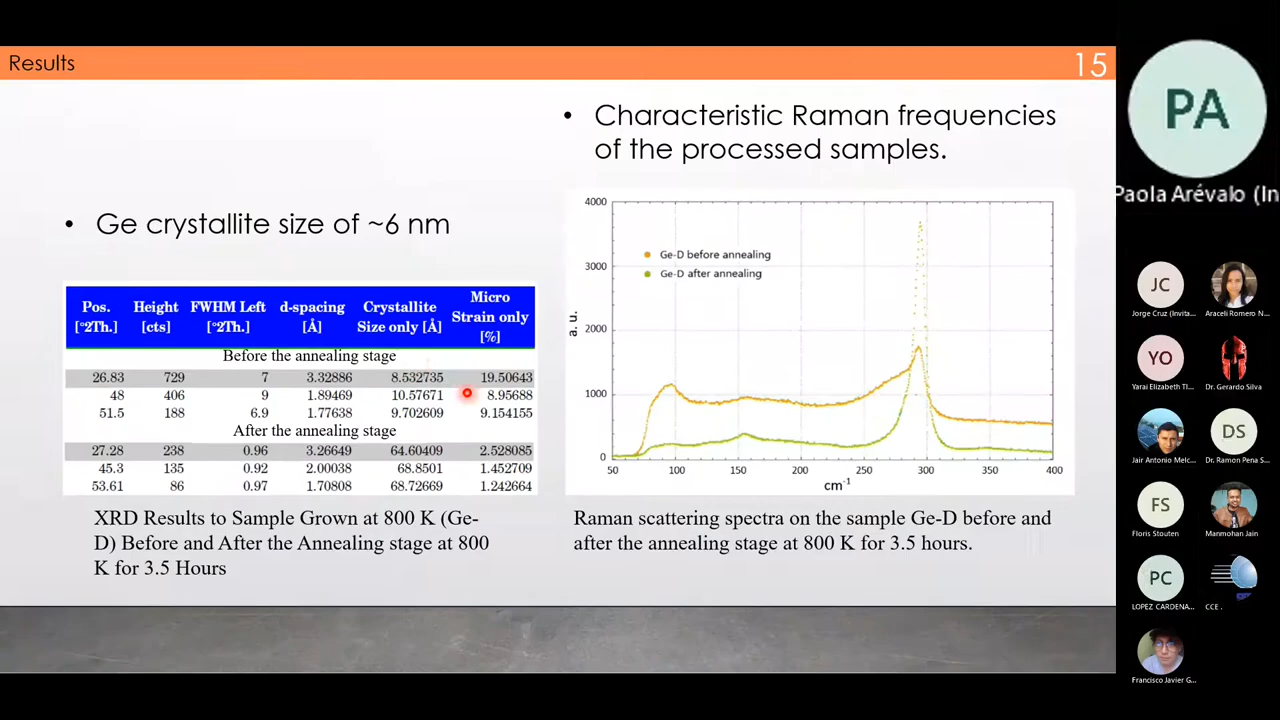 Results
15
• Characteristic Raman frequencies
of the processed samples.
• Ge crystallite size of ~6 nm
Pos. [°2Th.] Height [cts] FWHM Left [°2Th.] d-spacing [Å] Crystallite Size only [Å] Micro Strain only [%]
Before the annealing stage
26.83 729 7 3.32886 8.532735 19.50643
48 406 9 1.89469 10.57671 8.95688
51.5 188 6.9 1.77638 9.702609 9.154155
After the annealing stage
27.28 238 0.96 3.26649 64.60409 2.528085
45.3 135 0.92 2.00038 68.8501 1.452709
53.61 86 0.97 1.70808 68.72669 1.242664
XRD Results to Sample Grown at 800 K (Ge-
D) Before and After the Annealing stage at 800
K for 3.5 Hours
4000
3000
2000
1000
0
a. u.
Ge-D before annealing
Ge-D after annealing
50 100 150 200 250 300 350 400
cm-1
Raman scattering spectra on the sample Ge-D before and
after the annealing stage at 800 K for 3.5 hours.
PA
Paola Arévalo (In
JC
Jorge Cruz (Invita...
Araceli Romero N...
YO
Yarai Elizabeth Tl...
Dr. Gerardo Silva
Jair Antonio Melc...
DS
Dr. Ramon Pena S...
FS
Floris Stouten
Manmohan Jain
PC
LOPEZ CARDENA...
CCE .
Francisco Javier G...